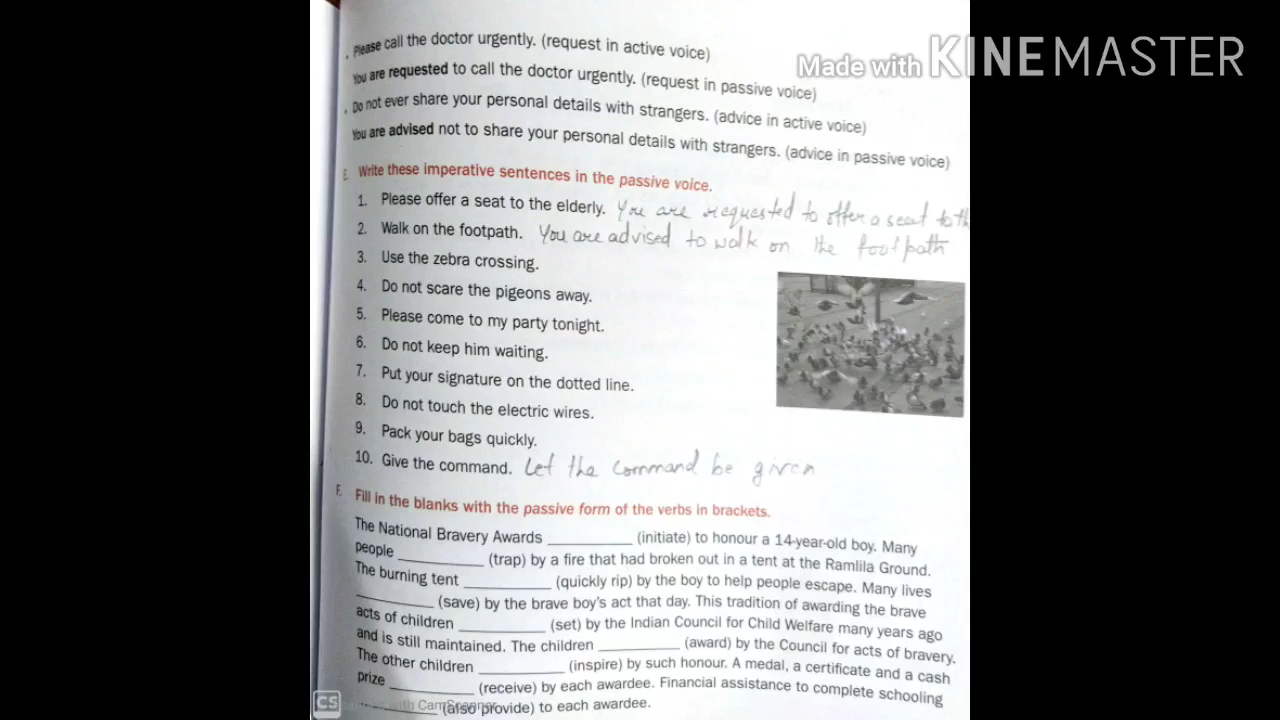 Made with KINEMASTER
. Please call the doctor urgently. (request in active voice)
You are requested to call the doctor urgently. (request in passive voice)
. Do not ever share your personal details with strangers. (advice in active voice)
You are advised not to share your personal details with strangers. (advice in passive voice)
E. Write these imperative sentences in the passive voice.
1. Please offer a seat to the elderly. You are requested to offer a seat to th
2. Walk on the footpath. You are advised to walk on the footpath
3. Use the zebra crossing.
4. Do not scare the pigeons away.
5. Please come to my party tonight.
6. Do not keep him waiting.
7. Put your signature on the dotted line.
8. Do not touch the electric wires.
9. Pack your bags quickly.
10. Give the command. Let the command be given
F. Fill in the blanks with the passive form of the verbs in brackets.
The National Bravery Awards __________ (initiate) to honour a 14-year-old boy. Many
people __________ (trap) by a fire that had broken out in a tent at the Ramlila Ground.
The burning tent __________ (quickly rip) by the boy to help people escape. Many lives
__________ (save) by the brave boy's act that day. This tradition of awarding the brave
acts of children __________ (set) by the Indian Council for Child Welfare many years ago
and is still maintained. The children __________ (award) by the Council for acts of bravery.
The other children __________ (inspire) by such honour. A medal, a certificate and a cash
prize __________ (receive) by each awardee. Financial assistance to complete schooling
__________ (also provide) to each awardee.
CS with CamScanner